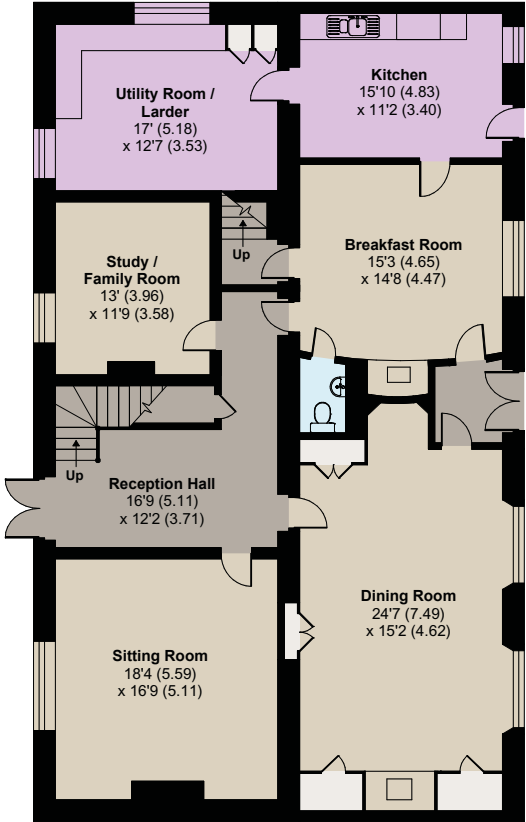 Utility Room /
Larder
17' (5.18)
x 12'7 (3.53)
Kitchen
15'10 (4.83)
x 11'2 (3.40)
Up
Study /
Family Room
13' (3.96)
x 11'9 (3.58)
Breakfast Room
15'3 (4.65)
x 14'8 (4.47)
Up
Reception Hall
16'9 (5.11)
x 12'2 (3.71)
Dining Room
24'7 (7.49)
x 15'2 (4.62)
Sitting Room
18'4 (5.59)
x 16'9 (5.11)